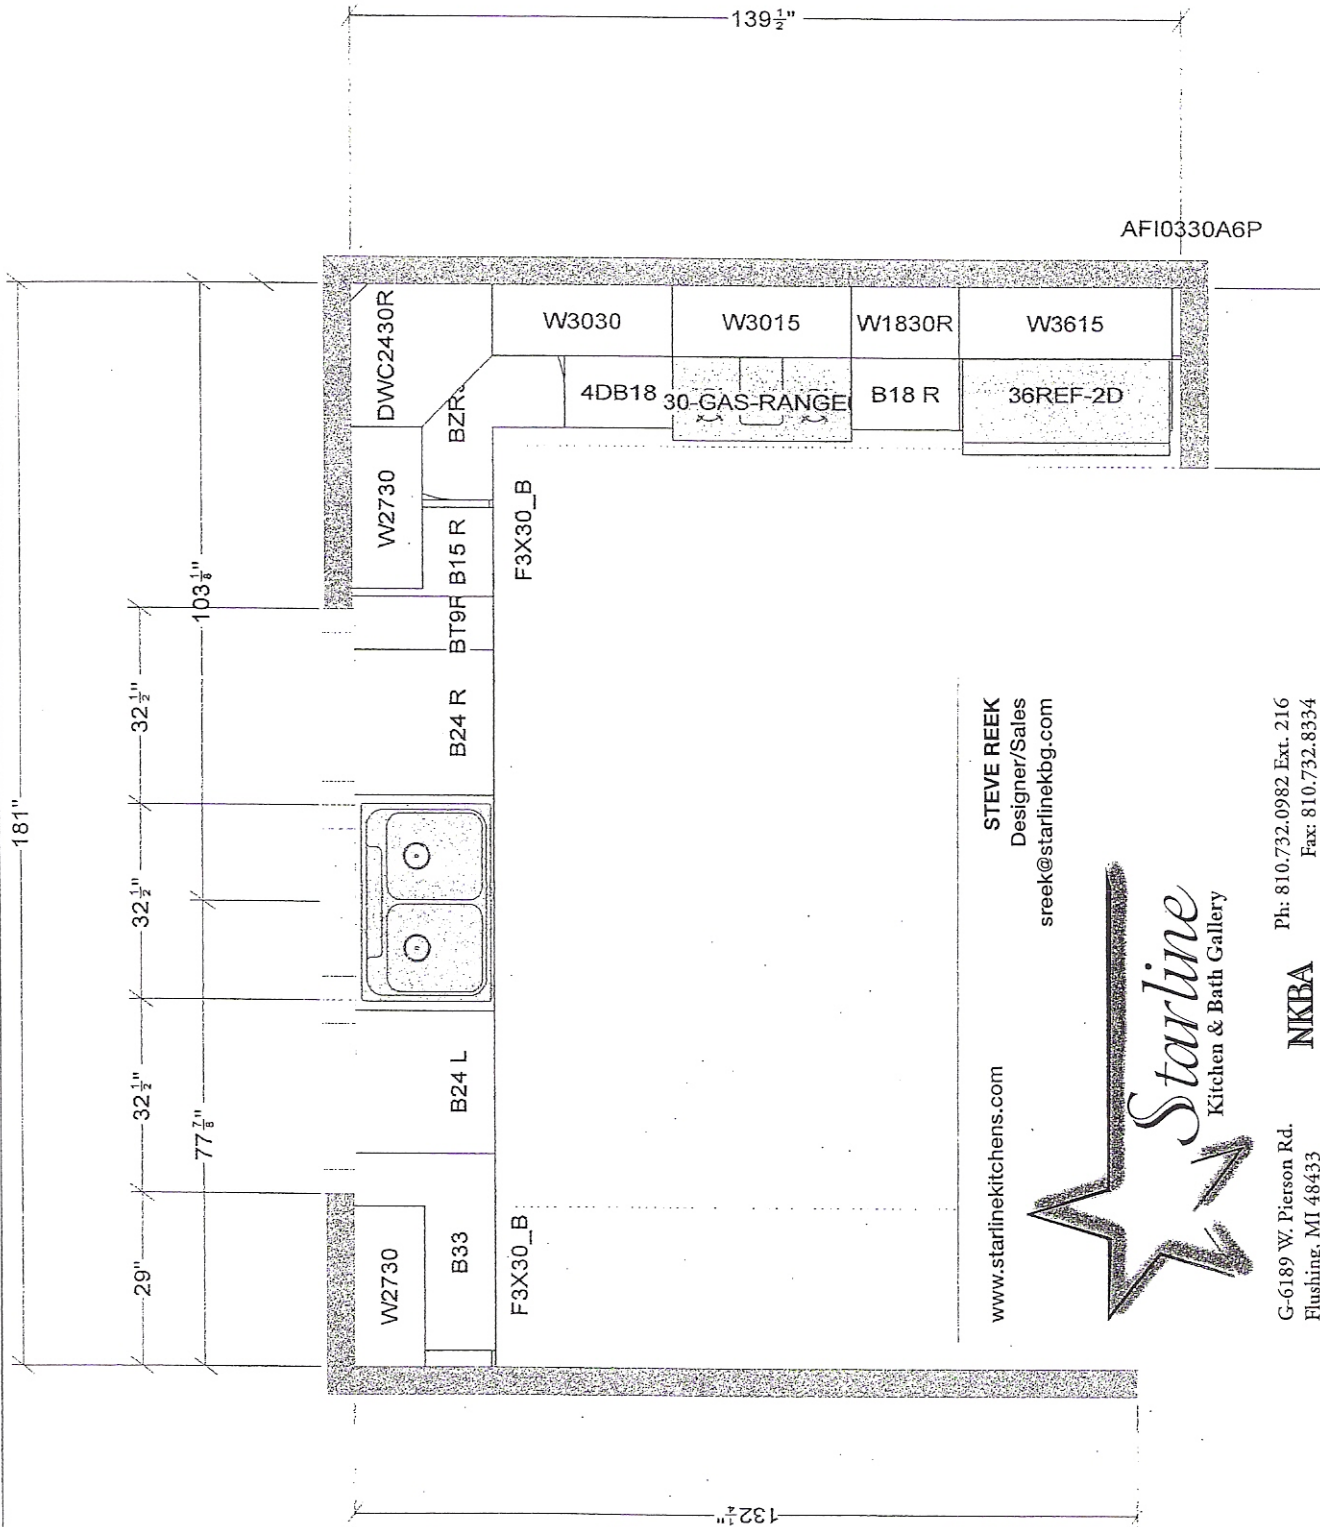 139½"
AFI0330A6P
181"
103⅛"
77⅞"
32½"
32½"
32½"
29"
132¼"
DWC2430R
W3030
W3015
W1830R
W3615
4DB18
30-GAS-RANGE
B18 R
36REF-2D
W2730
B15 R
BT9R
B24 R
F3X30_B
B24 L
B33
W2730
F3X30_B
STEVE REEK
Designer/Sales
sreek@starlinekbg.com
www.starlinekitchens.com
Starline
Kitchen & Bath Gallery
G-6189 W. Pierson Rd.
Flushing, MI 48433
NKBA
Ph: 810.732.0982 Ext. 216
Fax: 810.732.8334